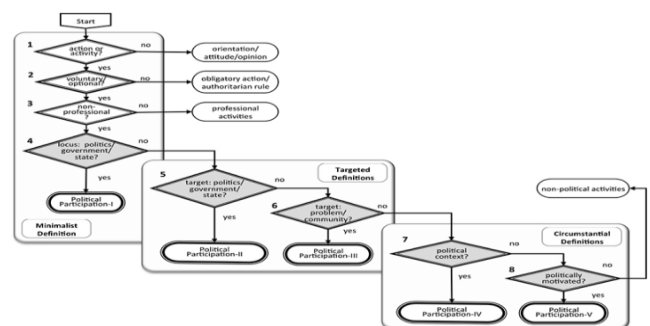 Start
1
action or
activity?
no
orientation/
attitude/opinion
yes
2
voluntary/
optional?
no
obligatory action/
authoritarian rule
yes
3
non-
professional
?
no
professional
activities
yes
4
locus: politics/
government/
state?
no
yes
Political
Participation-I
Minimalist
Definition
Targeted
Definitions
5
target: politics/
government/
state?
no
yes
Political
Participation-II
6
target:
problem/
community?
no
yes
Political
Participation-III
non-political activities
Circumstantial
Definitions
7
political
context?
no
yes
Political
Participation-IV
8
politically
motivated?
no
yes
Political
Participation-V